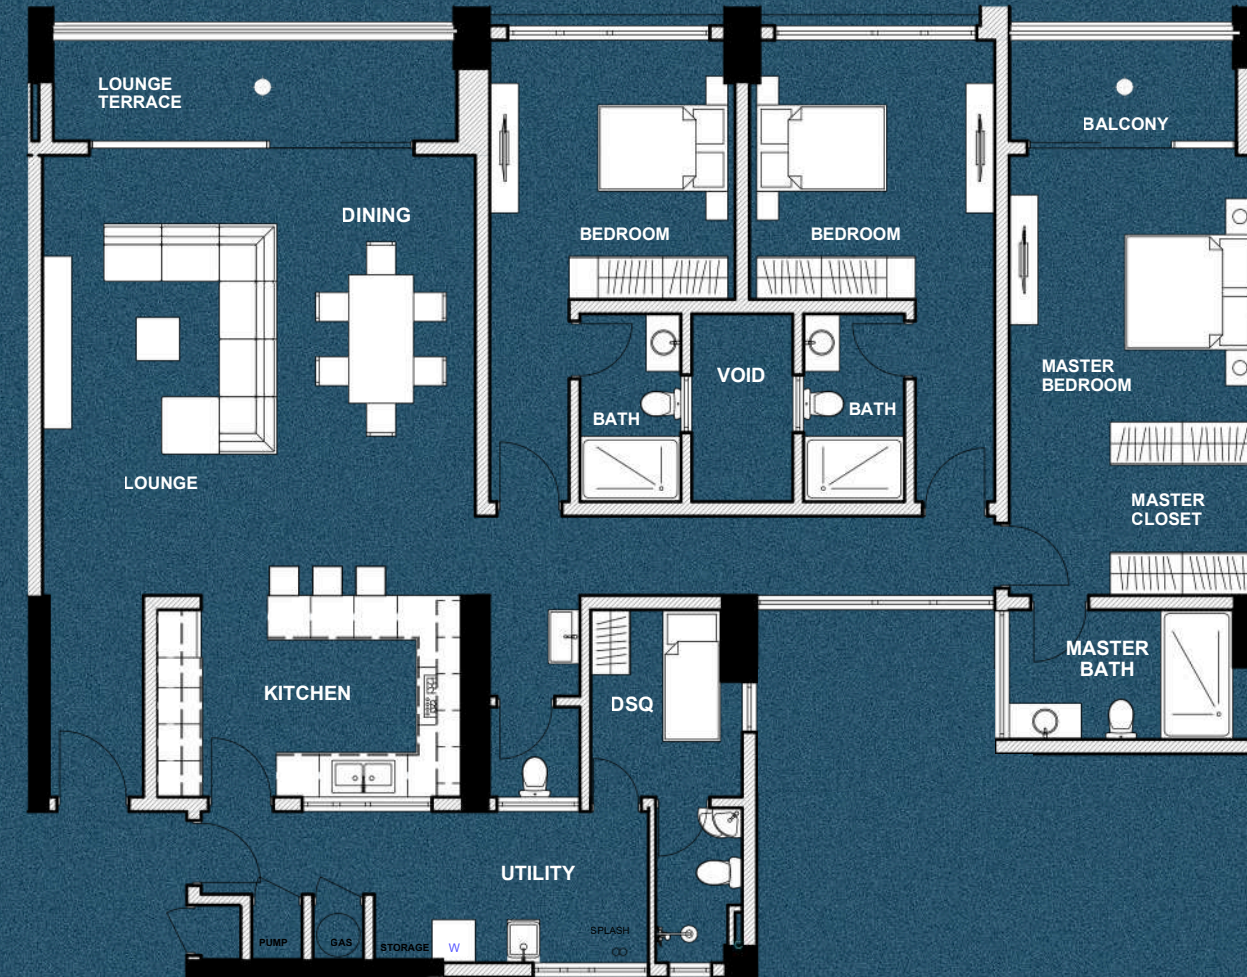 LOUNGE
TERRACE
BALCONY
DINING
BEDROOM
BEDROOM
MASTER
BEDROOM
VOID
BATH
BATH
LOUNGE
MASTER
CLOSET
KITCHEN
DSQ
MASTER
BATH
UTILITY
PUMP
GAS
STORAGE
W
SPLASH